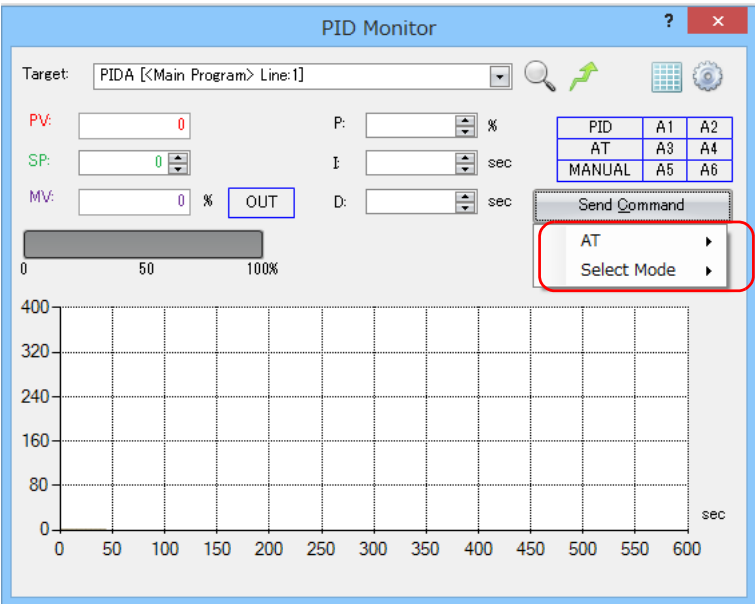 PID Monitor
?
Target: PIDA [<Main Program> Line:1]
PV: 0 P: % PID A1 A2
SP: 0 I: sec AT A3 A4
MANUAL A5 A6
MV: 0 % OUT D: sec Send Command
AT
0 50 100% Select Mode
400
320
240
160
80
0
sec
0 50 100 150 200 250 300 350 400 450 500 550 600